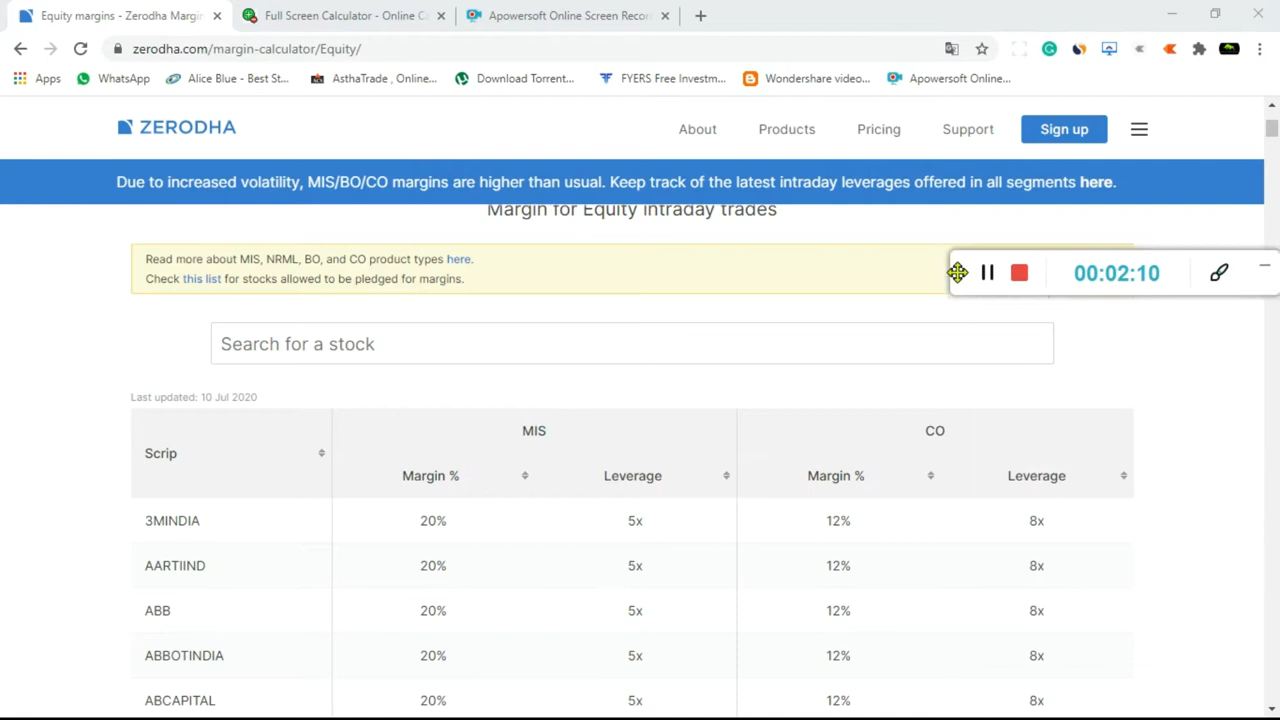 Equity margins - Zerodha Margin
Full Screen Calculator - Online Ca
Apowersoft Online Screen Record
zerodha.com/margin-calculator/Equity/
Apps
WhatsApp
Alice Blue - Best St...
AsthaTrade , Online...
Download Torrent...
FYERS Free Investm...
Wondershare video...
Apowersoft Online...
ZERODHA
About
Products
Pricing
Support
Sign up
Due to increased volatility, MIS/BO/CO margins are higher than usual. Keep track of the latest intraday leverages offered in all segments here.
Margin for Equity intraday trades
Read more about MIS, NRML, BO, and CO product types here.
Check this list for stocks allowed to be pledged for margins.
00:02:10
Search for a stock
Last updated: 10 Jul 2020
MIS CO
Scrip
Margin % Leverage Margin % Leverage
3MINDIA 20% 5x 12% 8x
AARTIIND 20% 5x 12% 8x
ABB 20% 5x 12% 8x
ABBOTINDIA 20% 5x 12% 8x
ABCAPITAL 20% 5x 12% 8x